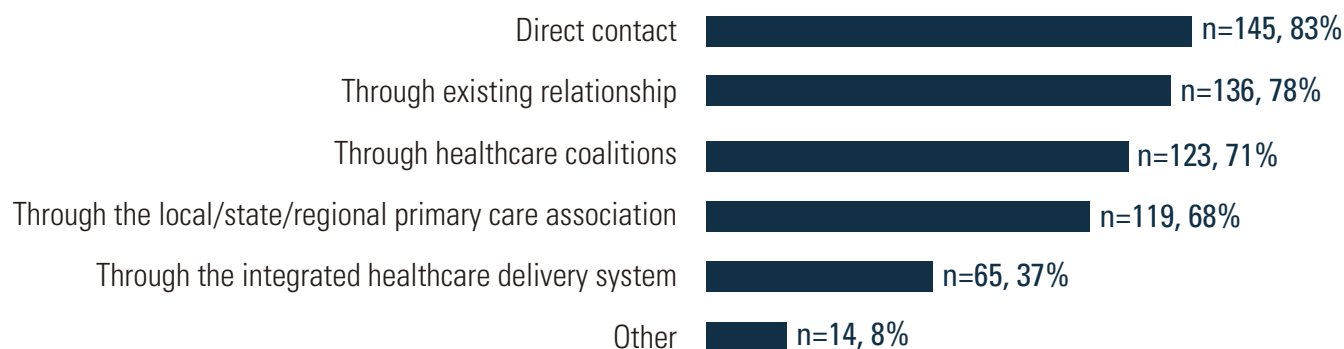 Direct contact n=145, 83%
Through existing relationship n=136, 78%
Through healthcare coalitions n=123, 71%
Through the local/state/regional primary care association n=119, 68%
Through the integrated healthcare delivery system n=65, 37%
Other n=14, 8%